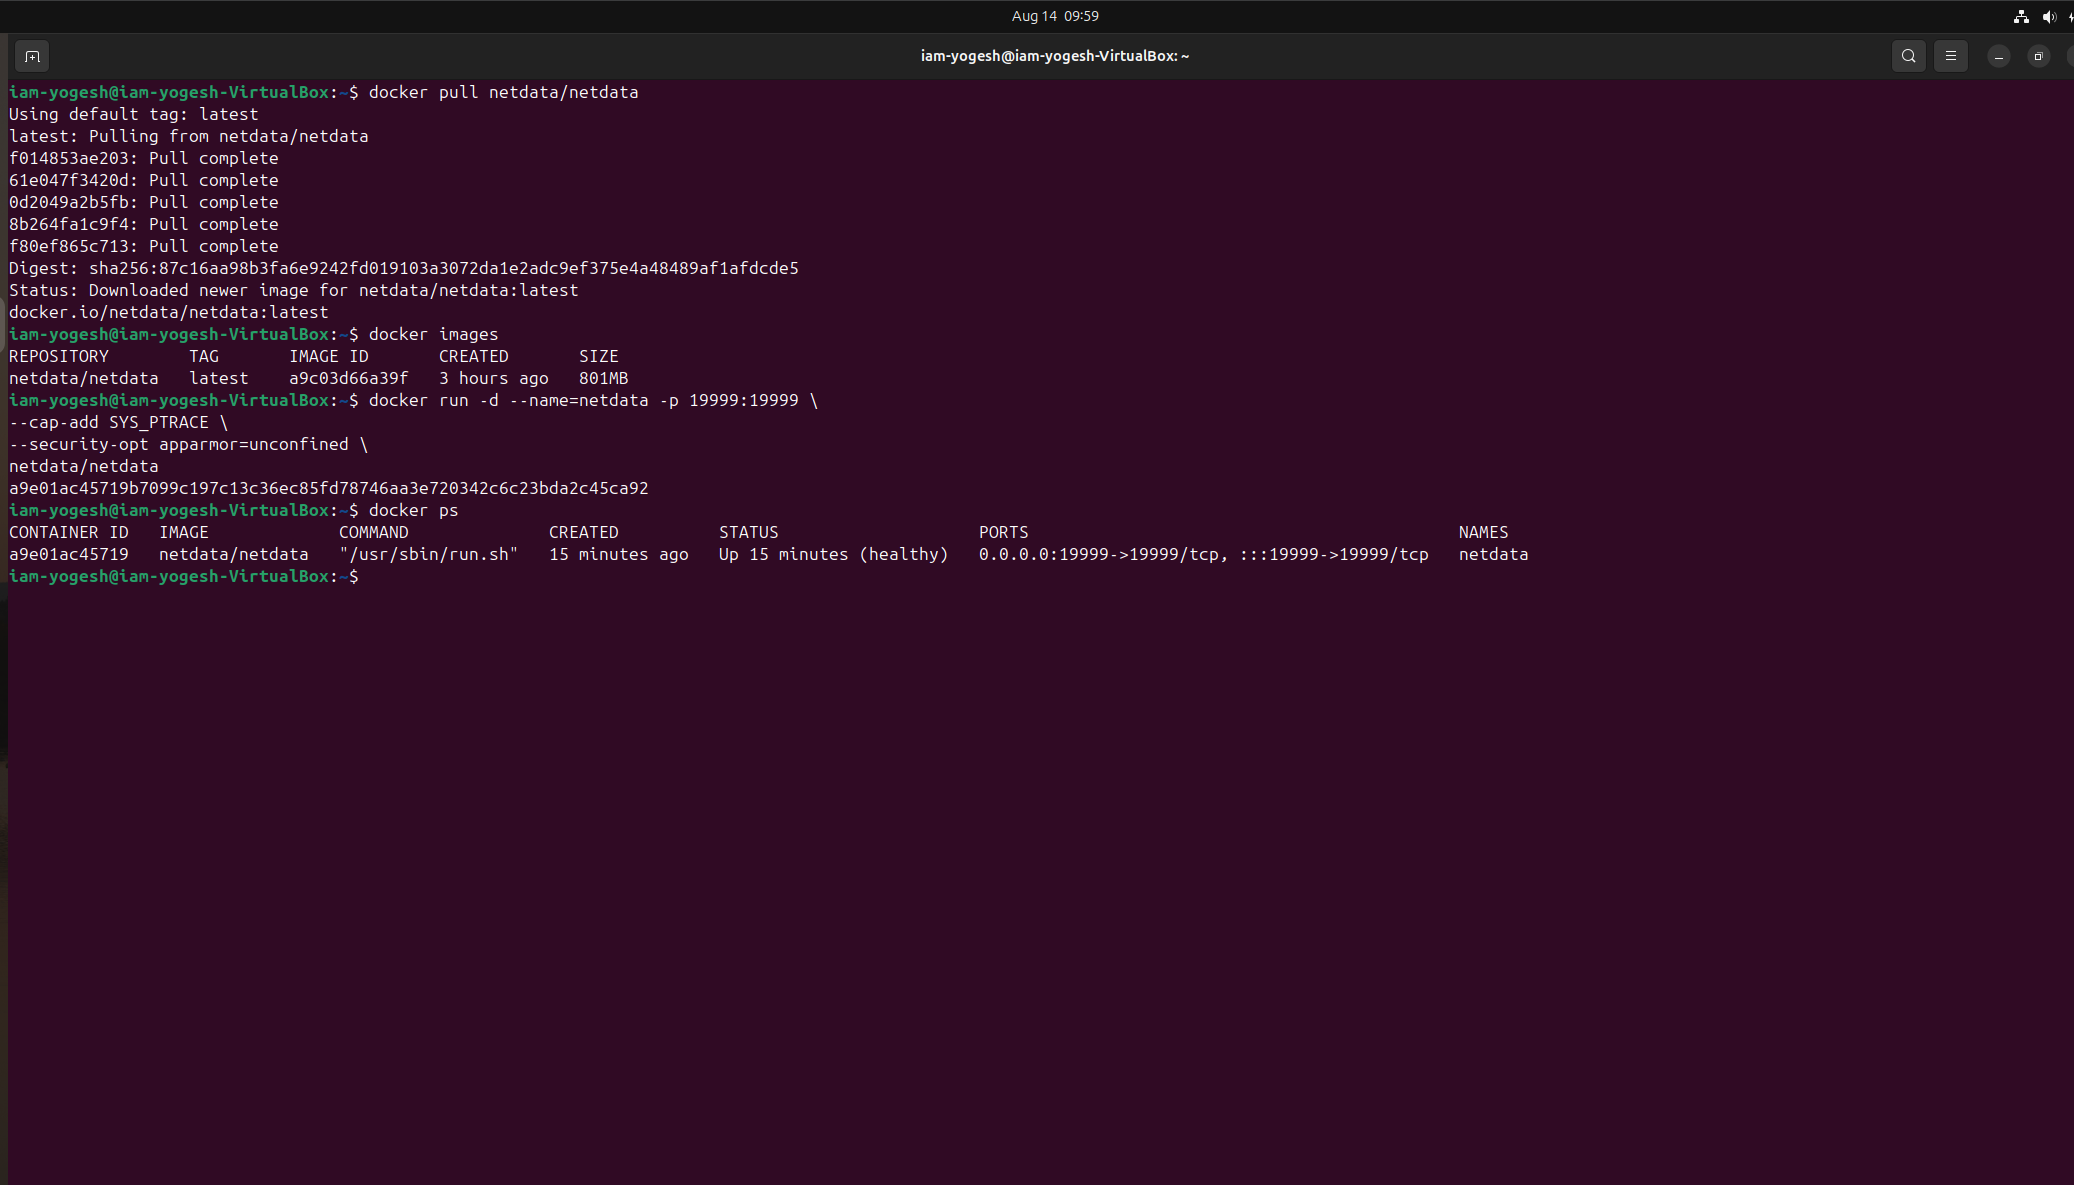 Aug 14 09:59
iam-yogesh@iam-yogesh-VirtualBox: ~
iam-yogesh@iam-yogesh-VirtualBox:~$ docker pull netdata/netdata
Using default tag: latest
latest: Pulling from netdata/netdata
f014853ae203: Pull complete
61e047f3420d: Pull complete
0d2049a2b5fb: Pull complete
8b264fa1c9f4: Pull complete
f80ef865c713: Pull complete
Digest: sha256:87c16aa98b3fa6e9242fd019103a3072da1e2adc9ef375e4a48489af1afdcde5
Status: Downloaded newer image for netdata/netdata:latest
docker.io/netdata/netdata:latest
iam-yogesh@iam-yogesh-VirtualBox:~$ docker images
REPOSITORY        TAG       IMAGE ID       CREATED       SIZE
netdata/netdata   latest    a9c03d66a39f   3 hours ago   801MB
iam-yogesh@iam-yogesh-VirtualBox:~$ docker run -d --name=netdata -p 19999:19999 \
--cap-add SYS_PTRACE \
--security-opt apparmor=unconfined \
netdata/netdata
a9e01ac45719b7099c197c13c36ec85fd78746aa3e720342c6c23bda2c45ca92
iam-yogesh@iam-yogesh-VirtualBox:~$ docker ps
CONTAINER ID   IMAGE             COMMAND              CREATED          STATUS                    PORTS                                           NAMES
a9e01ac45719   netdata/netdata   "/usr/sbin/run.sh"   15 minutes ago   Up 15 minutes (healthy)   0.0.0.0:19999->19999/tcp, :::19999->19999/tcp   netdata
iam-yogesh@iam-yogesh-VirtualBox:~$